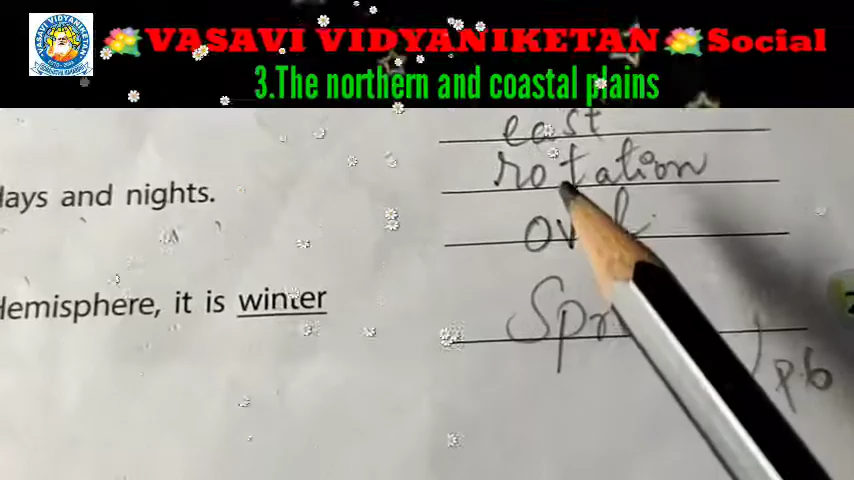 VASAVI VIDYANIKETAN Social
3.The northern and coastal plains
east
rotation
days and nights.
Hemisphere, it is winter
p.b